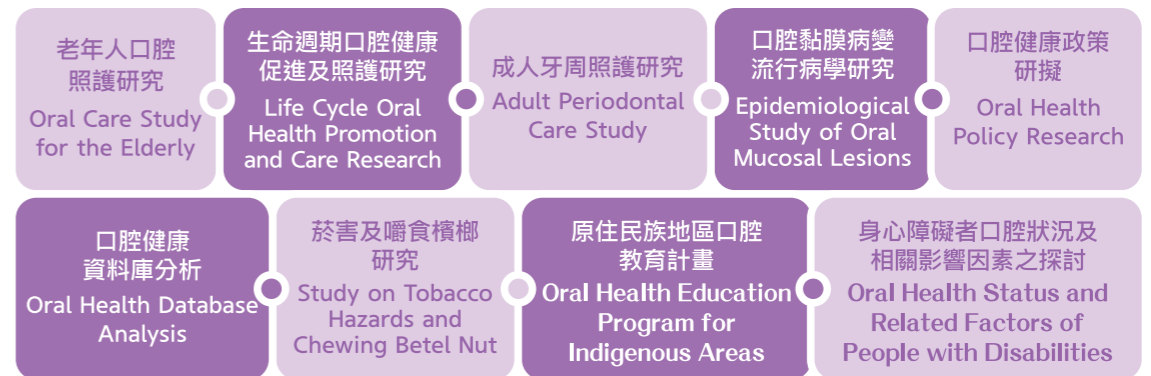 老年人口腔
照護研究
Oral Care Study
for the Elderly
生命週期口腔健康
促進及照護研究
Life Cycle Oral
Health Promotion
and Care Research
成人牙周照護研究
Adult Periodontal
Care Study
口腔黏膜病變
流行病學研究
Epidemiological
Study of Oral
Mucosal Lesions
口腔健康政策
研擬
Oral Health
Policy Research
口腔健康
資料庫分析
Oral Health Database
Analysis
菸害及嚼食檳榔
研究
Study on Tobacco
Hazards and
Chewing Betel Nut
原住民族地區口腔
教育計畫
Oral Health Education
Program for
Indigenous Areas
身心障礙者口腔狀況及
相關影響因素之探討
Oral Health Status and
Related Factors of
People with Disabilities